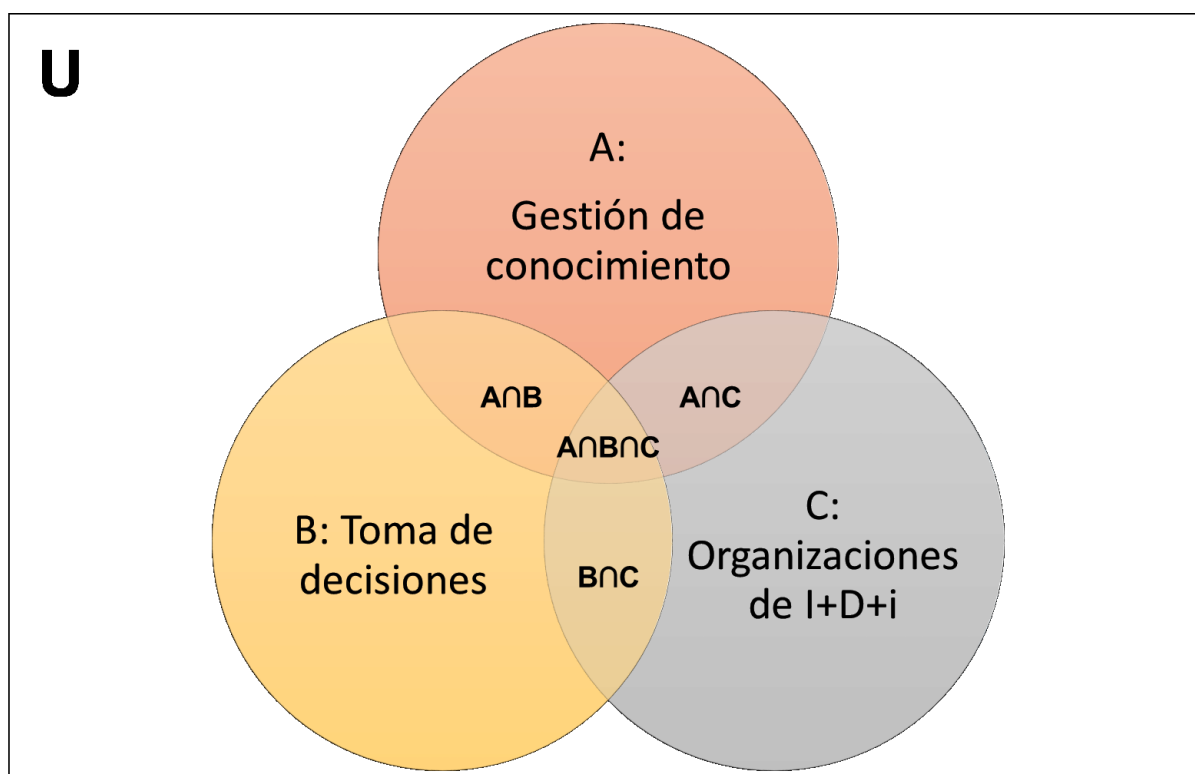 U
A:
Gestión de
conocimiento
A∩B
A∩C
A∩B∩C
B: Toma de
decisiones
C:
Organizaciones
de I+D+i
B∩C